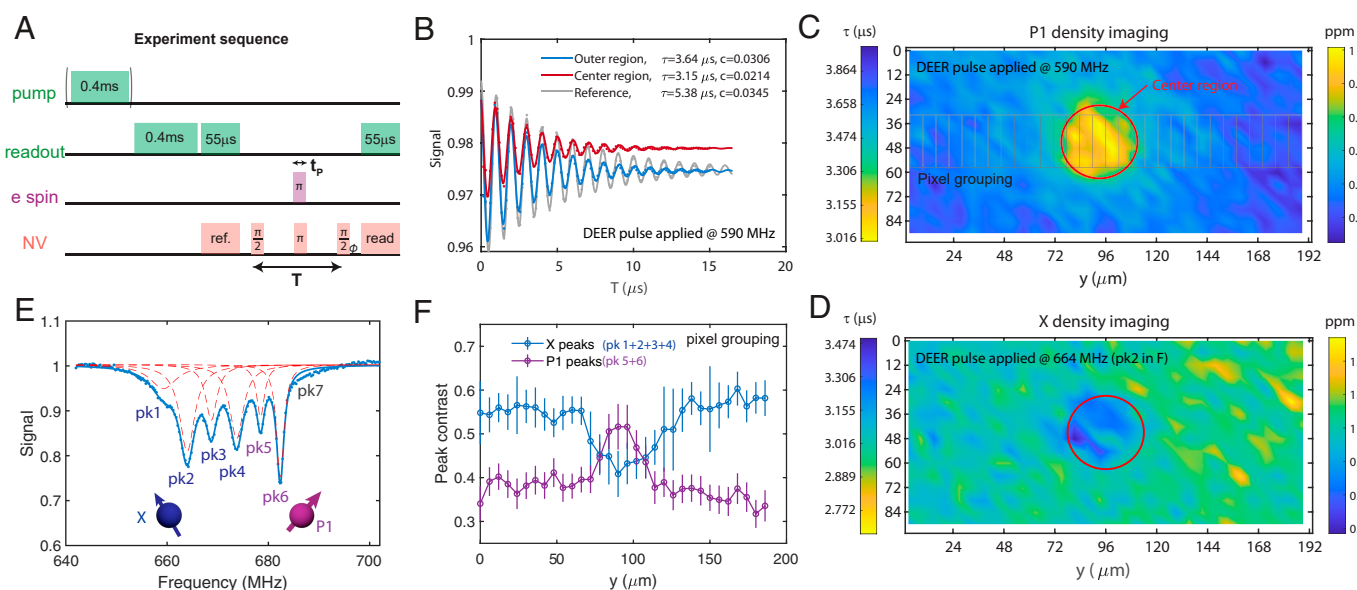 A
Experiment sequence
pump
0.4ms
readout
0.4ms
55μs
55μs
t_P
e spin
π
NV
ref.
π/2
π
π/2
Φ
read
T
B
Outer region, τ=3.64 μs, c=0.0306
Center region, τ=3.15 μs, c=0.0214
Reference, τ=5.38 μs, c=0.0345
Signal
0.99
0.98
0.97
0.96
DEER pulse applied @ 590 MHz
0 5 10 15 20
T (μs)
C
P1 density imaging
τ (μs)
3.864
3.658
3.474
3.306
3.155
3.016
DEER pulse applied @ 590 MHz
Center region
Pixel grouping
0
12
24
36
48
60
72
84
24 48 72 96 120 144 168 192
y (μm)
ppm
1
0.
0.
0.
0.
0.
E
Signal
1.1
1
0.9
0.8
0.7
0.6
pk1
pk2
pk3
pk4
pk5
pk6
pk7
X
P1
640 660 680 700
Frequency (MHz)
F
X peaks (pk 1+2+3+4)
P1 peaks (pk 5+6)
pixel grouping
Peak contrast
0.7
0.6
0.5
0.4
0.3
0 50 100 150 200
y (μm)
D
X density imaging
τ (μs)
3.474
3.306
3.155
3.016
2.889
2.772
DEER pulse applied @ 664 MHz (pk2 in F)
0
12
24
36
48
60
72
84
24 48 72 96 120 144 168 192
y (μm)
ppm
1
0.
0.
0.
0.
0.